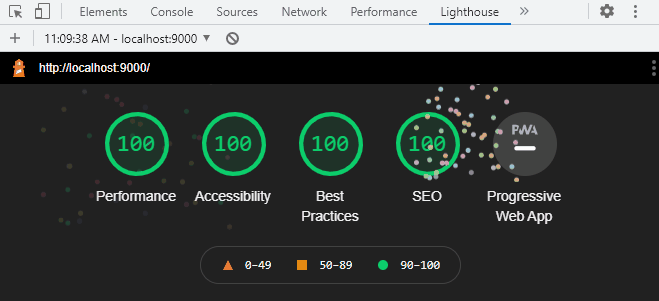 Elements Console Sources Network Performance Lighthouse »
+ 11:09:38 AM - localhost:9000
http://localhost:9000/
100 100 100 100 PWA
Performance Accessibility Best Practices SEO Progressive Web App
0–49 50–89 90–100